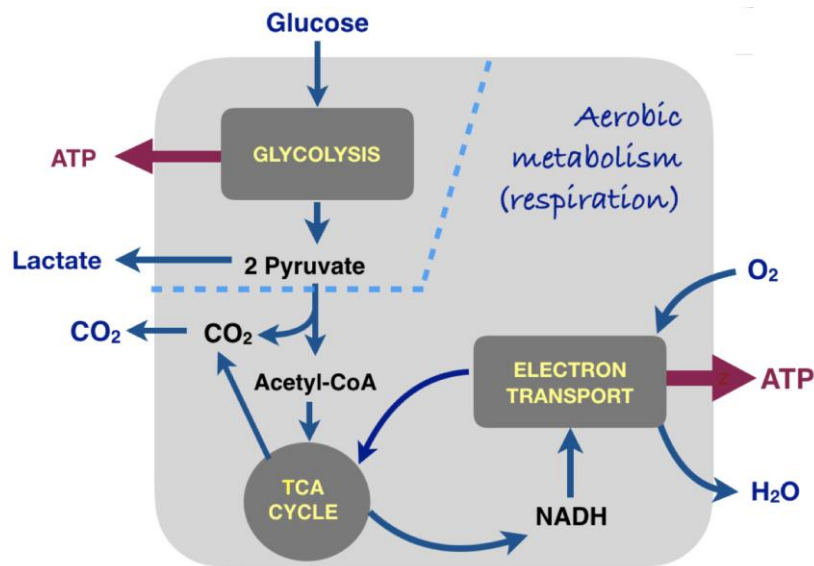 Glucose
Aerobic
metabolism
(respiration)
GLYCOLYSIS
ATP
Lactate
2 Pyruvate
O₂
CO₂
CO₂
Acetyl-CoA
ELECTRON
TRANSPORT
z
ATP
TCA
CYCLE
NADH
H₂O